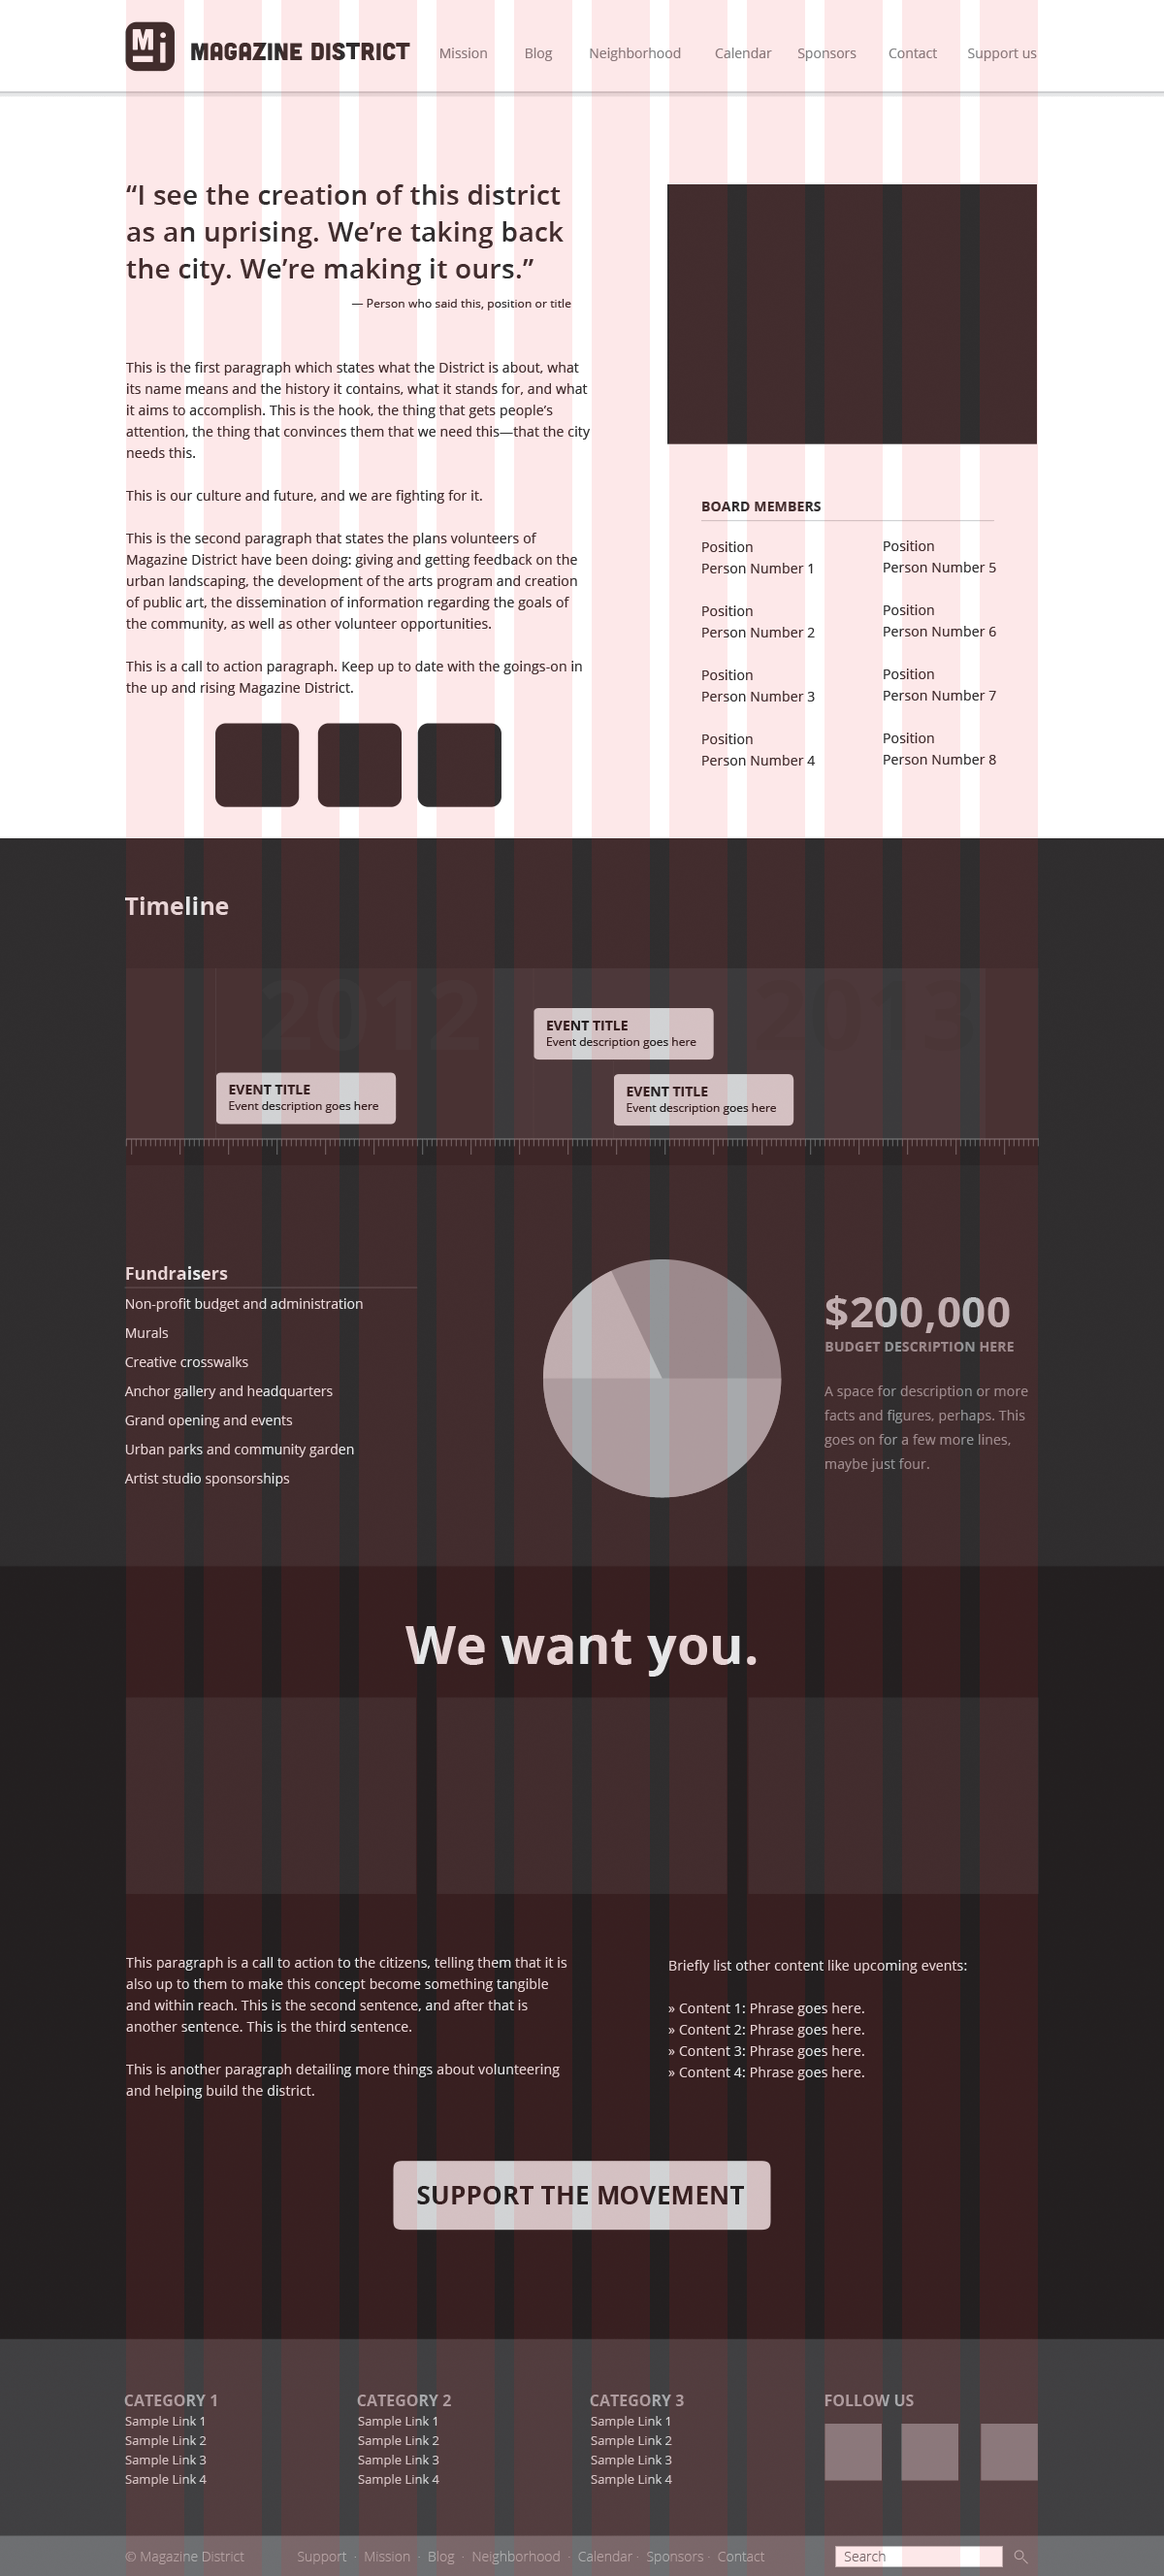 Mi MAGAZINE DISTRICT Mission Blog Neighborhood Calendar Sponsors Contact Support us
“I see the creation of this district
as an uprising. We’re taking back
the city. We’re making it ours.”
— Person who said this, position or title
This is the first paragraph which states what the District is about, what
its name means and the history it contains, what it stands for, and what
it aims to accomplish. This is the hook, the thing that gets people’s
attention, the thing that convinces them that we need this—that the city
needs this.
This is our culture and future, and we are fighting for it.
This is the second paragraph that states the plans volunteers of
Magazine District have been doing: giving and getting feedback on the
urban landscaping, the development of the arts program and creation
of public art, the dissemination of information regarding the goals of
the community, as well as other volunteer opportunities.
This is a call to action paragraph. Keep up to date with the goings-on in
the up and rising Magazine District.
BOARD MEMBERS
Position
Person Number 1
Position
Person Number 2
Position
Person Number 3
Position
Person Number 4
Position
Person Number 5
Position
Person Number 6
Position
Person Number 7
Position
Person Number 8
Timeline
2012
2013
EVENT TITLE
Event description goes here
EVENT TITLE
Event description goes here
EVENT TITLE
Event description goes here
Fundraisers
Non-profit budget and administration
Murals
Creative crosswalks
Anchor gallery and headquarters
Grand opening and events
Urban parks and community garden
Artist studio sponsorships
$200,000
BUDGET DESCRIPTION HERE
A space for description or more
facts and figures, perhaps. This
goes on for a few more lines,
maybe just four.
We want you.
This paragraph is a call to action to the citizens, telling them that it is
also up to them to make this concept become something tangible
and within reach. This is the second sentence, and after that is
another sentence. This is the third sentence.
This is another paragraph detailing more things about volunteering
and helping build the district.
Briefly list other content like upcoming events:
» Content 1: Phrase goes here.
» Content 2: Phrase goes here.
» Content 3: Phrase goes here.
» Content 4: Phrase goes here.
SUPPORT THE MOVEMENT
CATEGORY 1
Sample Link 1
Sample Link 2
Sample Link 3
Sample Link 4
CATEGORY 2
Sample Link 1
Sample Link 2
Sample Link 3
Sample Link 4
CATEGORY 3
Sample Link 1
Sample Link 2
Sample Link 3
Sample Link 4
FOLLOW US
© Magazine District Support · Mission · Blog · Neighborhood · Calendar · Sponsors · Contact Search